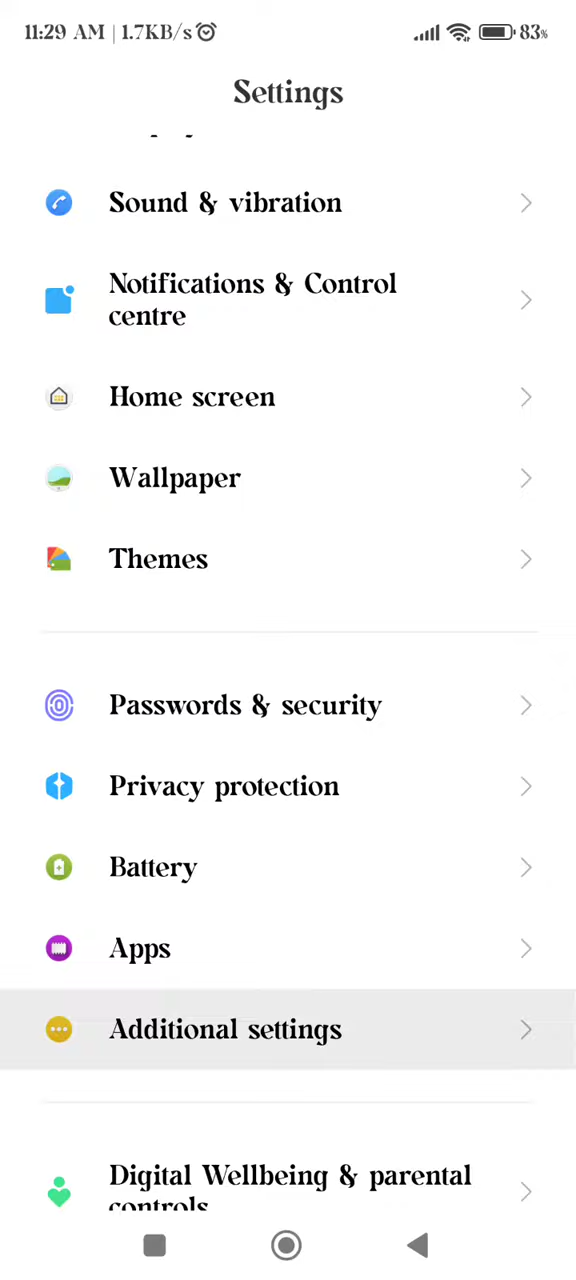 11:29 AM | 1.7KB/s 83%
Settings
Sound & vibration
Notifications & Control
centre
Home screen
Wallpaper
Themes
Passwords & security
Privacy protection
Battery
Apps
Additional settings
Digital Wellbeing & parental
controls